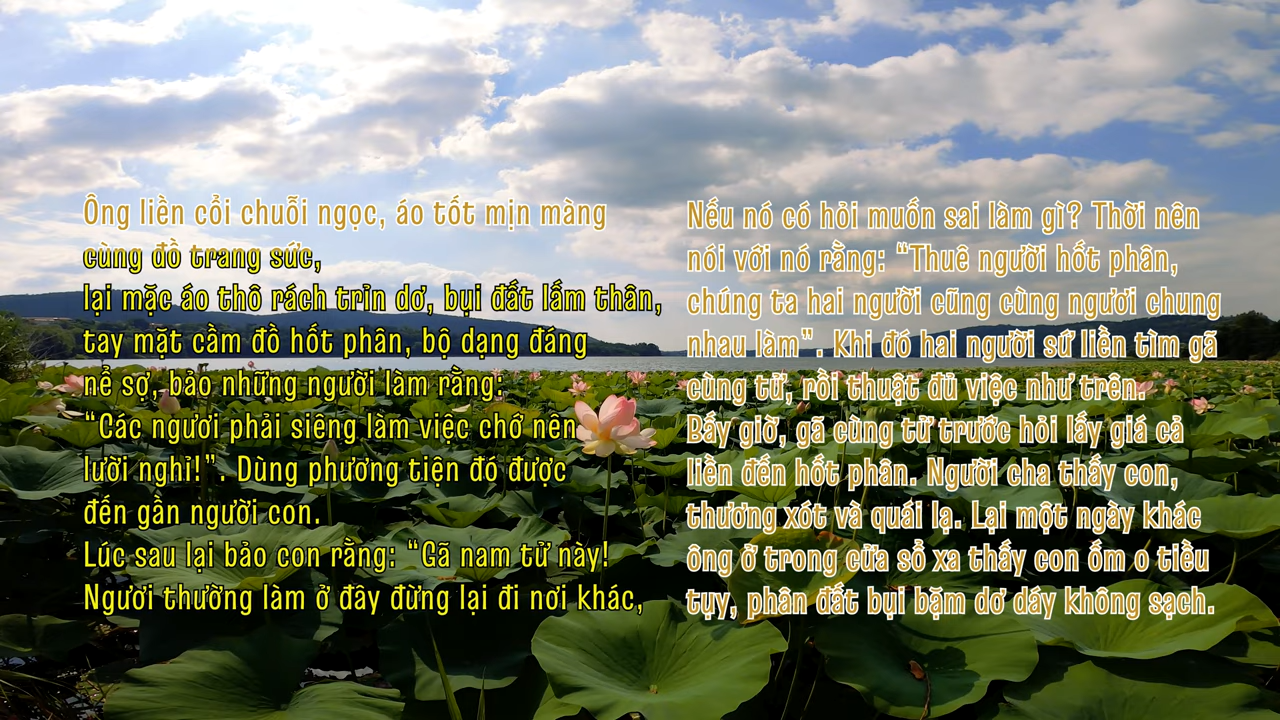 Ông liền cổi chuỗi ngọc, áo tốt mịn màng
cùng đồ trang sức,
lại mặc áo thô rách trỉn dơ, bụi đất lấm thân,
tay mặt cầm đồ hốt phân, bộ dạng đáng
nể sợ, bảo những người làm rằng:
“Các ngươi phải siêng làm việc chớ nên
lười nghỉ!”. Dùng phương tiện đó được
đến gần người con.
Lúc sau lại bảo con rằng: “Gã nam tử này!
Ngươi thường làm ở đây đừng lại đi nơi khác,
Nếu nó có hỏi muốn sai làm gì? Thời nên
nói với nó rằng: “Thuê người hốt phân,
chúng ta hai người cũng cùng ngươi chung
nhau làm”. Khi đó hai người sứ liền tìm gã
cùng tử, rồi thuật đủ việc như trên.
Bấy giờ, gã cùng tử trước hỏi lấy giá cả
liền đến hốt phân. Người cha thấy con,
thương xót và quái lạ. Lại một ngày khác
ông ở trong cửa sổ xa thấy con ốm o tiều
tụy, phân đất bụi bặm dơ dáy không sạch.